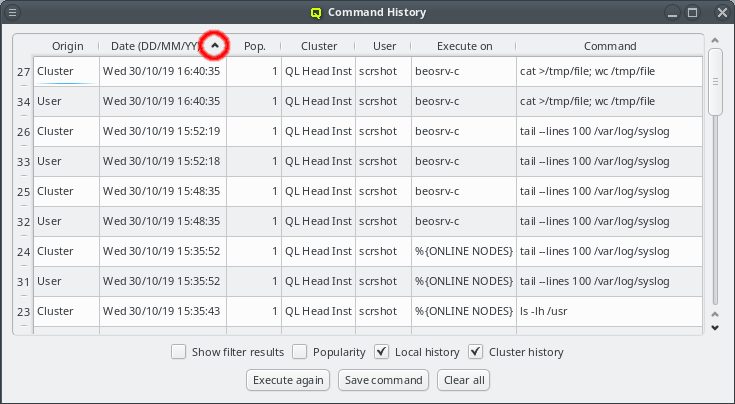 Command History
Origin Date (DD/MM/YY) Pop. Cluster User Execute on Command
27 Cluster Wed 30/10/19 16:40:35 1 QL Head Inst scrshot beosrv-c cat >/tmp/file; wc /tmp/file
34 User Wed 30/10/19 16:40:35 1 QL Head Inst scrshot beosrv-c cat >/tmp/file; wc /tmp/file
26 Cluster Wed 30/10/19 15:52:19 1 QL Head Inst scrshot beosrv-c tail --lines 100 /var/log/syslog
33 User Wed 30/10/19 15:52:18 1 QL Head Inst scrshot beosrv-c tail --lines 100 /var/log/syslog
25 Cluster Wed 30/10/19 15:48:35 1 QL Head Inst scrshot beosrv-c tail --lines 100 /var/log/syslog
32 User Wed 30/10/19 15:48:35 1 QL Head Inst scrshot beosrv-c tail --lines 100 /var/log/syslog
24 Cluster Wed 30/10/19 15:35:52 1 QL Head Inst scrshot %{ONLINE NODES} tail --lines 100 /var/log/syslog
31 User Wed 30/10/19 15:35:52 1 QL Head Inst scrshot %{ONLINE NODES} tail --lines 100 /var/log/syslog
23 Cluster Wed 30/10/19 15:35:43 1 QL Head Inst scrshot %{ONLINE NODES} ls -lh /usr
Show filter results Popularity Local history Cluster history
Execute again Save command Clear all